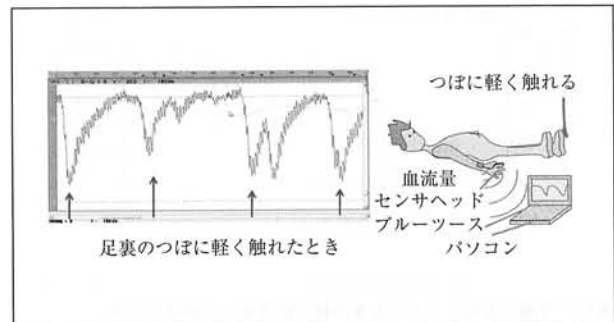 つぼに軽く触れる
血流量
センサヘッド
ブルーツース
パソコン
足裏のつぼに軽く触れたとき